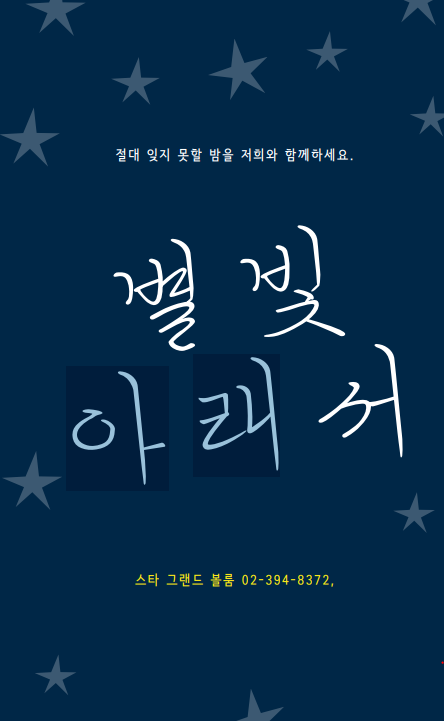 절대 잊지 못할 밤을 저희와 함께하세요.
별빛
아래서
스타 그랜드 볼룸 02-394-8372,